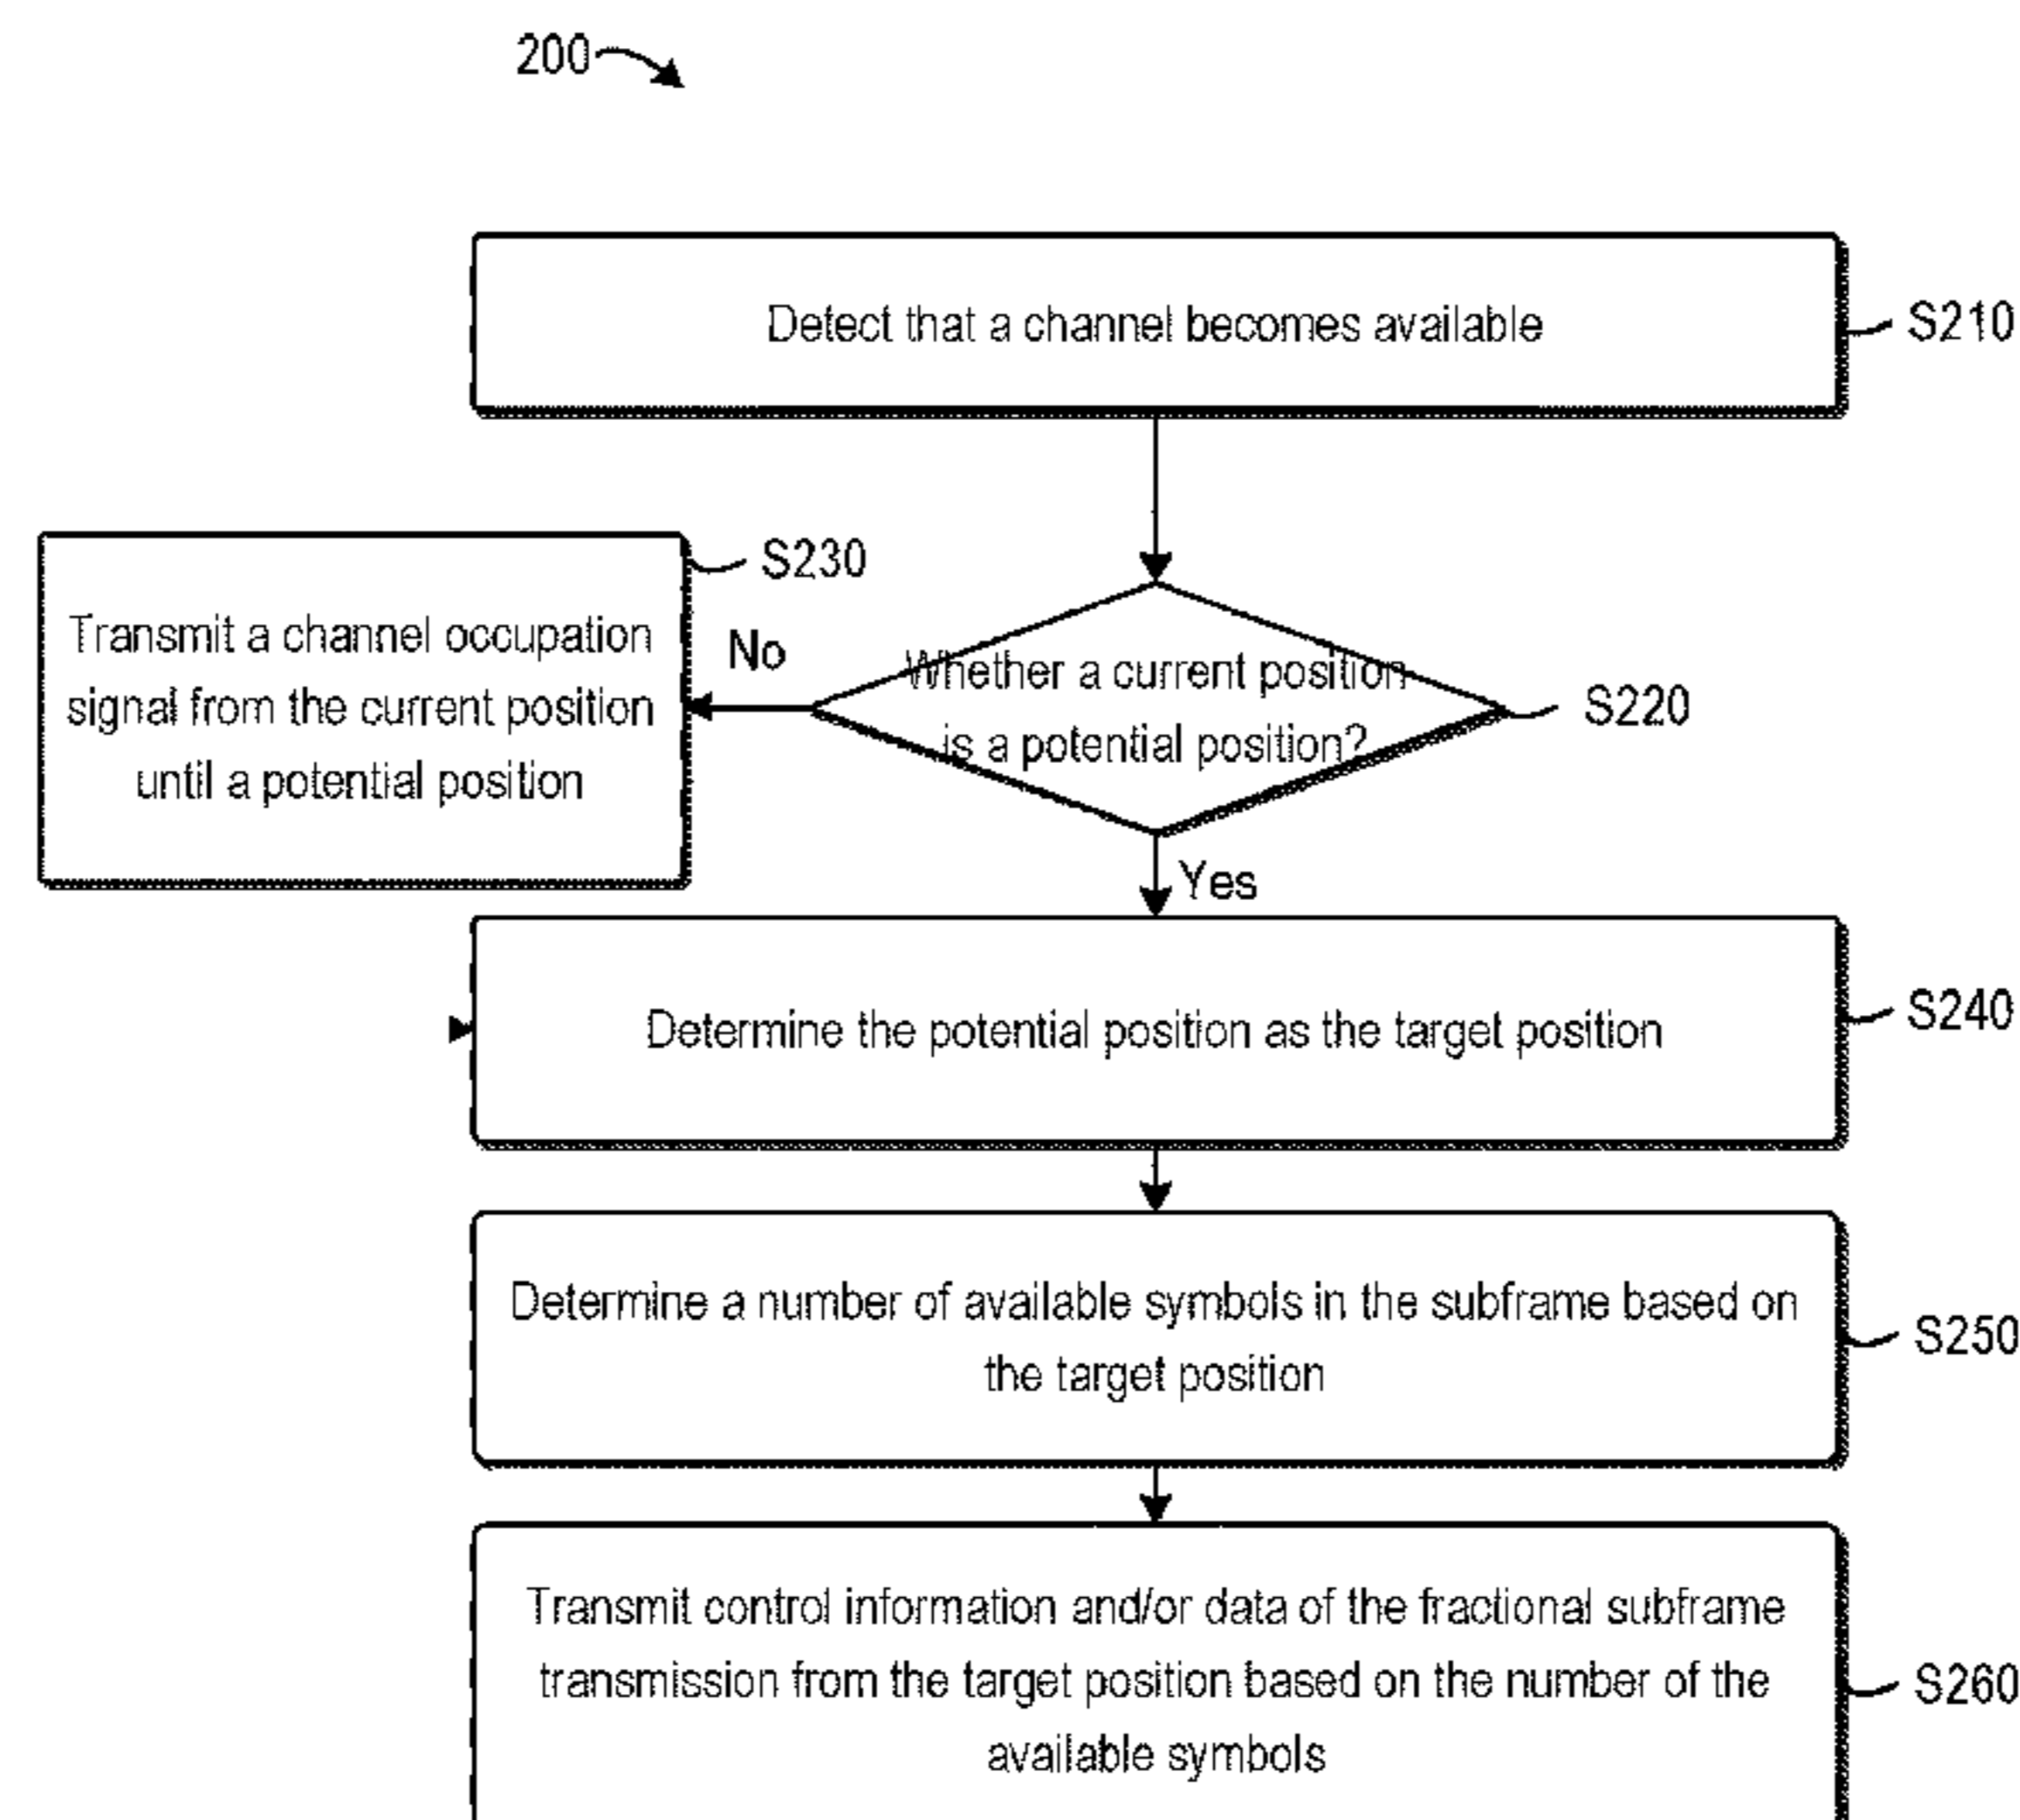 200
Detect that a channel becomes available
S210
S230
Transmit a channel occupation
signal from the current position
until a potential position
No
Whether a current position
is a potential position?
S220
Yes
Determine the potential position as the target position
S240
Determine a number of available symbols in the subframe based on
the target position
S250
Transmit control information and/or data of the fractional subframe
transmission from the target position based on the number of the
available symbols
S260